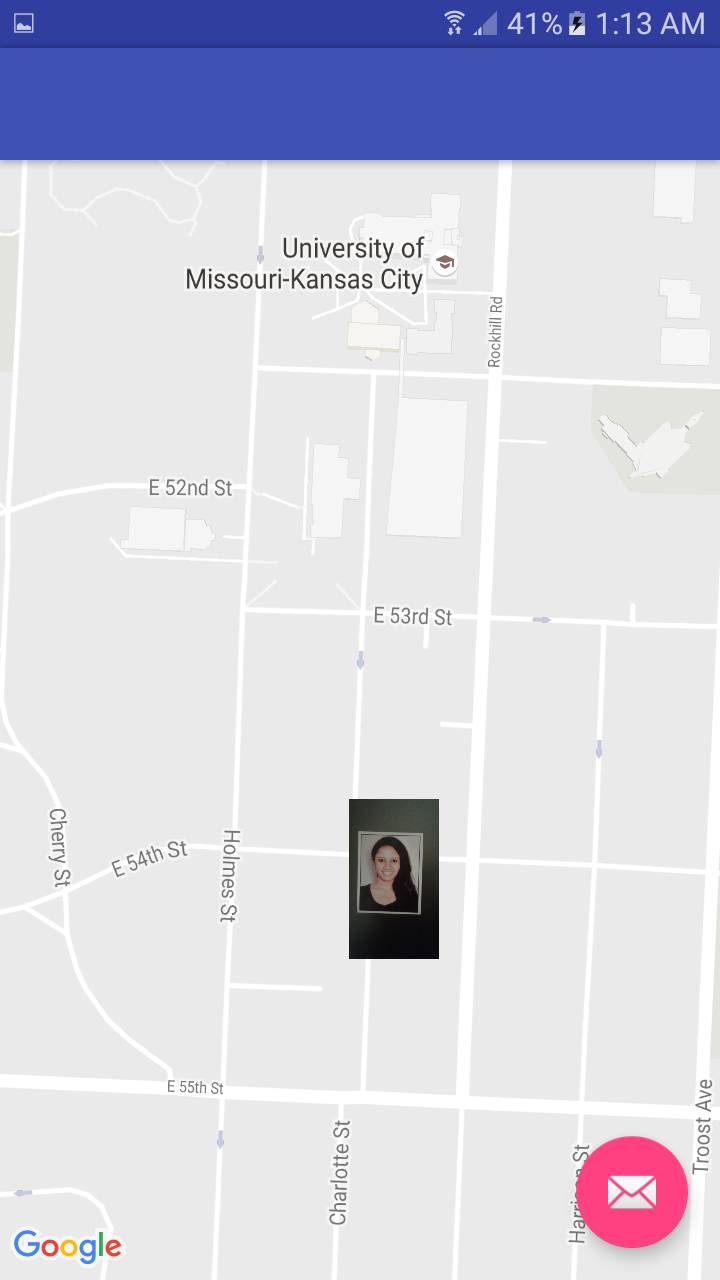 41% 1:13 AM
University of
Missouri-Kansas City
Rockhill Rd
E 52nd St
E 53rd St
Cherry St
E 54th St
Holmes St
E 55th St
Charlotte St
Harrison St
Troost Ave
Google